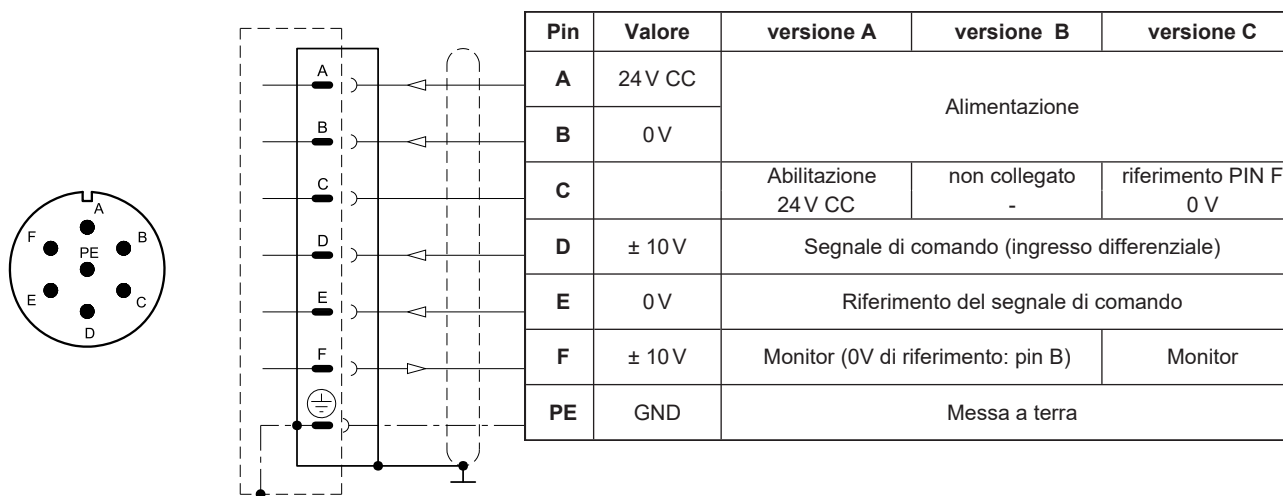 A
B
C
D
E
F
PE
A
B
C
D
E
F
Pin Valore versione A versione B versione C
A 24 V CC Alimentazione
B 0 V
C Abilitazione 24 V CC non collegato - riferimento PIN F 0 V
D ± 10 V Segnale di comando (ingresso differenziale)
E 0 V Riferimento del segnale di comando
F ± 10 V Monitor (0V di riferimento: pin B) Monitor
PE GND Messa a terra